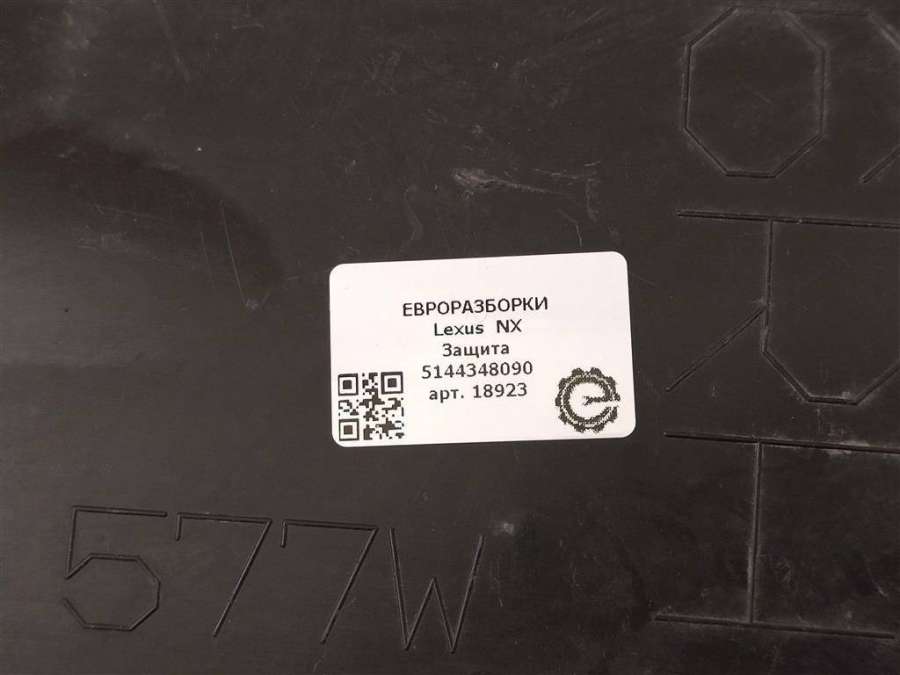 ЕВРОРАЗБОРКИ
Lexus NX
Защита
5144348090
арт. 18923
577W